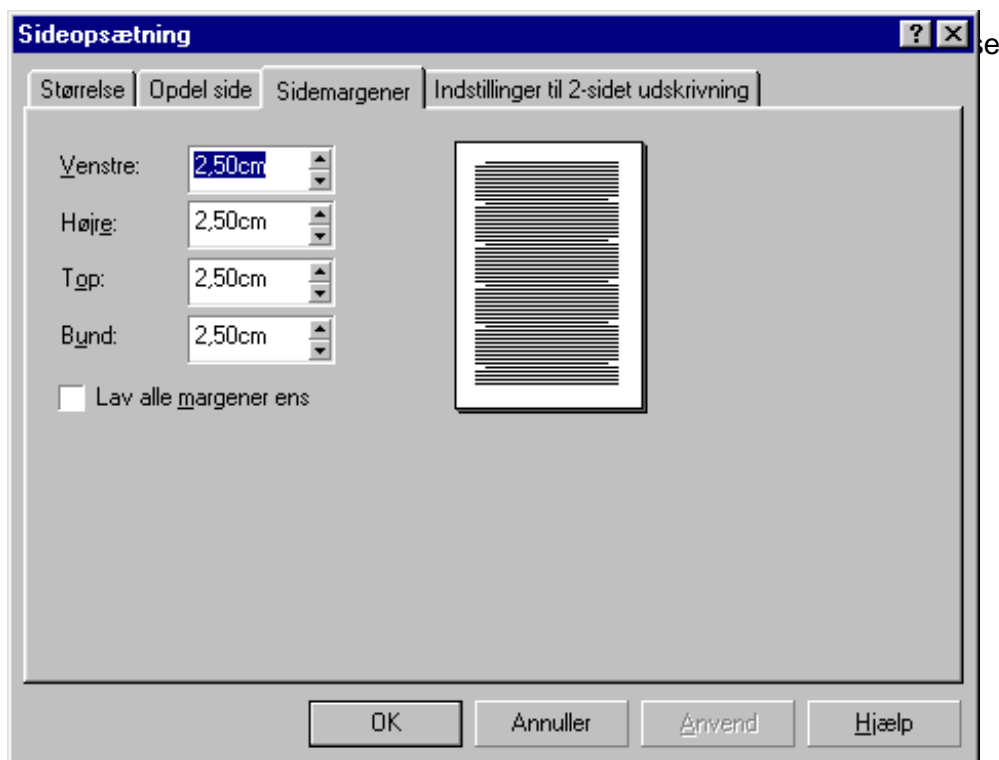 Sideopsætning
se
Størrelse Opdel side Sidemargener Indstillinger til 2-sidet udskrivning
Venstre: 2,50cm
Højre: 2,50cm
Top: 2,50cm
Bund: 2,50cm
Lav alle margener ens
OK Annuller Anvend Hjælp